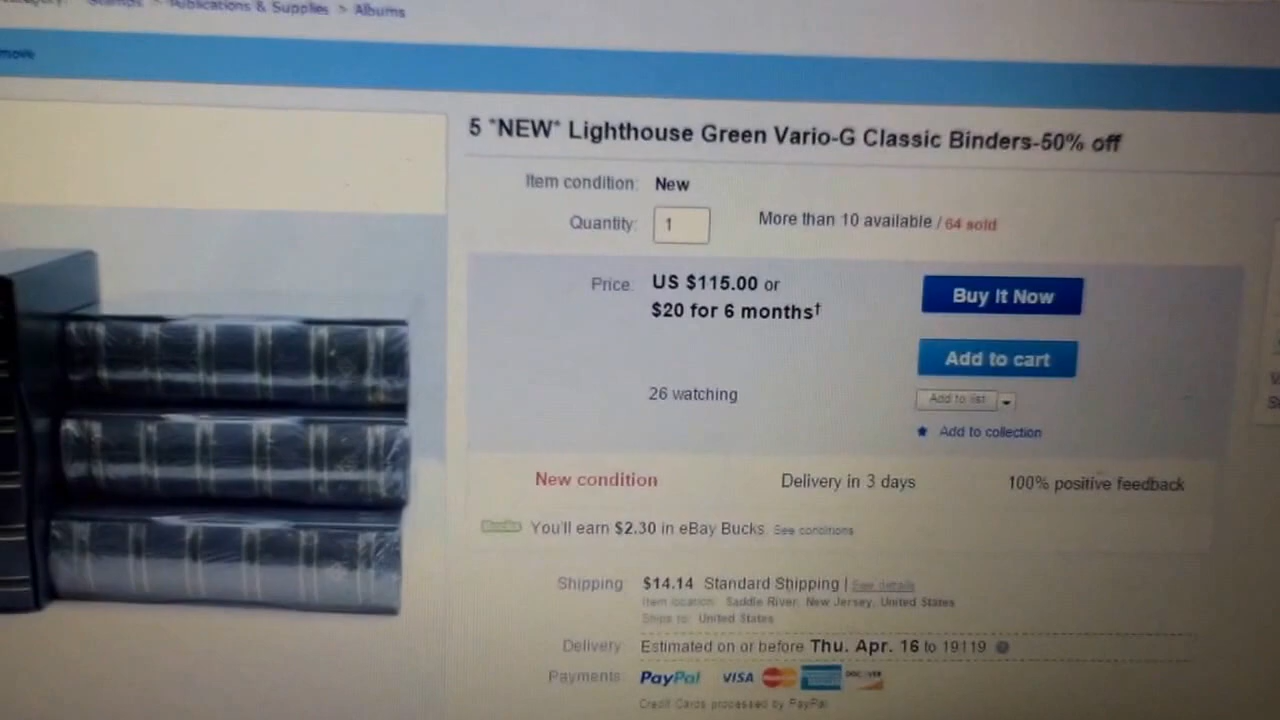 Stamps > Publications & Supplies > Albums
5 *NEW* Lighthouse Green Vario-G Classic Binders-50% off
Item condition: New
Quantity: 1 More than 10 available / 64 sold
Price: US $115.00 or
$20 for 6 months†
Buy It Now
Add to cart
26 watching
Add to list
Add to collection
New condition Delivery in 3 days 100% positive feedback
You'll earn $2.30 in eBay Bucks. See conditions
Shipping: $14.14 Standard Shipping | See details
Item location: Saddle River, New Jersey, United States
Ships to: United States
Delivery: Estimated on or before Thu. Apr. 16 to 19119
Payments: PayPal VISA DISCOVER
Credit Cards processed by PayPal